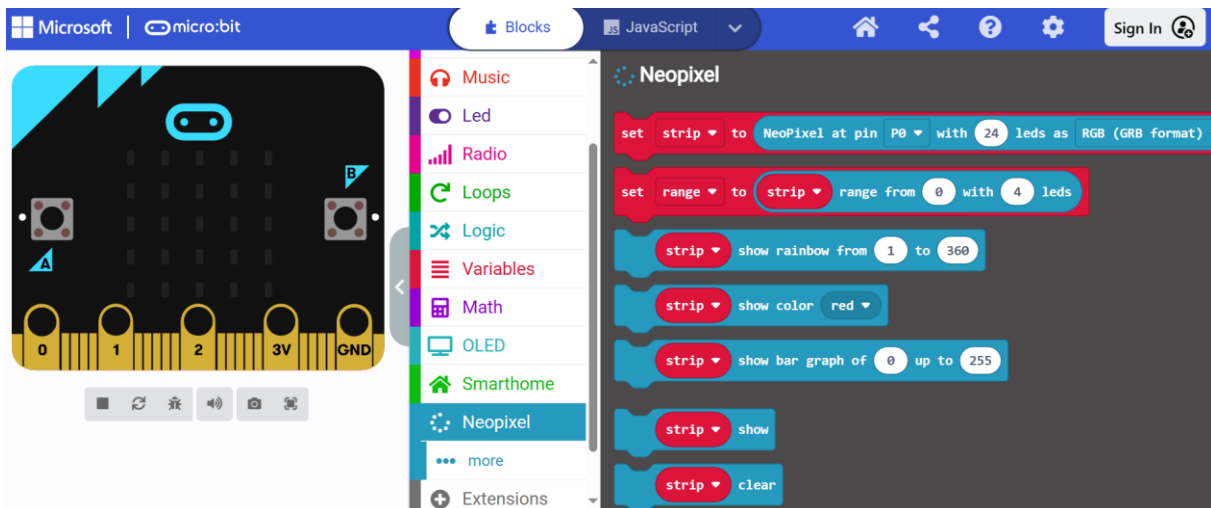 Microsoft micro:bit Blocks JavaScript Sign In
B
A
0 1 2 3V GND
Music
Led
Radio
Loops
Logic
Variables
Math
OLED
Smarthome
Neopixel
more
Extensions
Neopixel
set strip to NeoPixel at pin P0 with 24 leds as RGB (GRB format)
set range to strip range from 0 with 4 leds
strip show rainbow from 1 to 360
strip show color red
strip show bar graph of 0 up to 255
strip show
strip clear